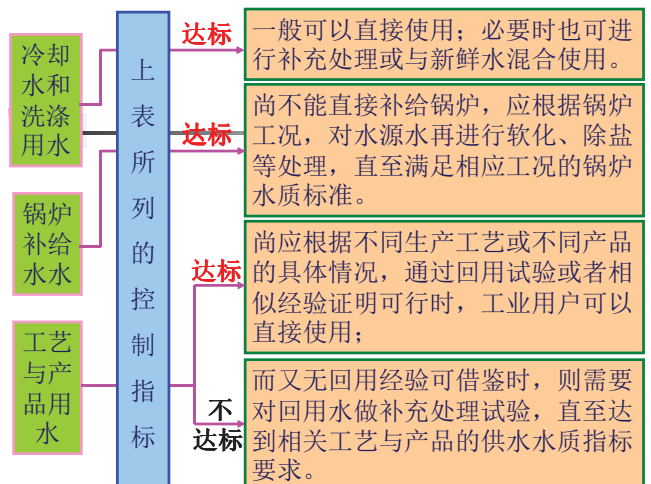 冷却
水和
洗涤
用水
锅炉
补给
水水
工艺
与产
品用
水
上
表
所
列
的
控
制
指
标
达标
一般可以直接使用；必要时也可进
行补充处理或与新鲜水混合使用。
达标
尚不能直接补给锅炉，应根据锅炉
工况，对水源水再进行软化、除盐
等处理，直至满足相应工况的锅炉
水质标准。
达标
尚应根据不同生产工艺或不同产品
的具体情况，通过回用试验或者相
似经验证明可行时，工业用户可以
直接使用；
不
达标
而又无回用经验可借鉴时，则需要
对回用水做补充处理试验，直至达
到相关工艺与产品的供水水质指标
要求。